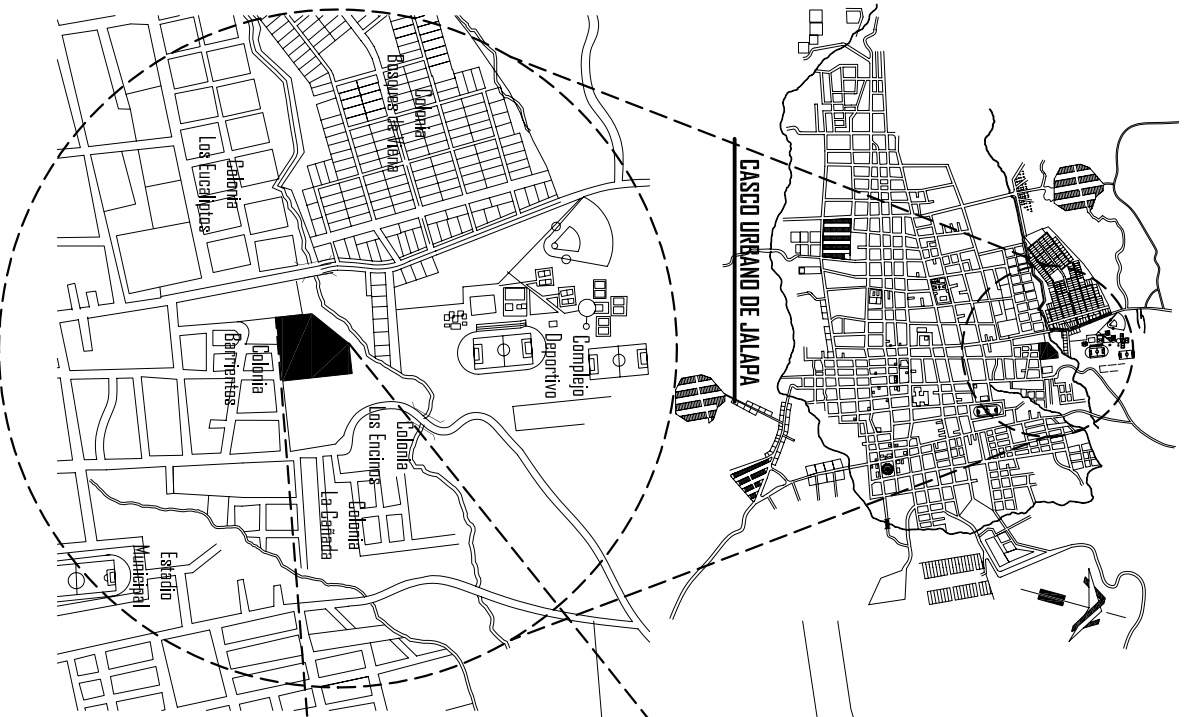 Colonia
Bosques de Viena
Colonia
Los Eucaliptos
CASCO URBANO DE JALAPA
Complejo
Deportivo
Colonia
Barrientos
Colonia
Los Encinos
Colonia
La Cañada
Estadio
Municipal